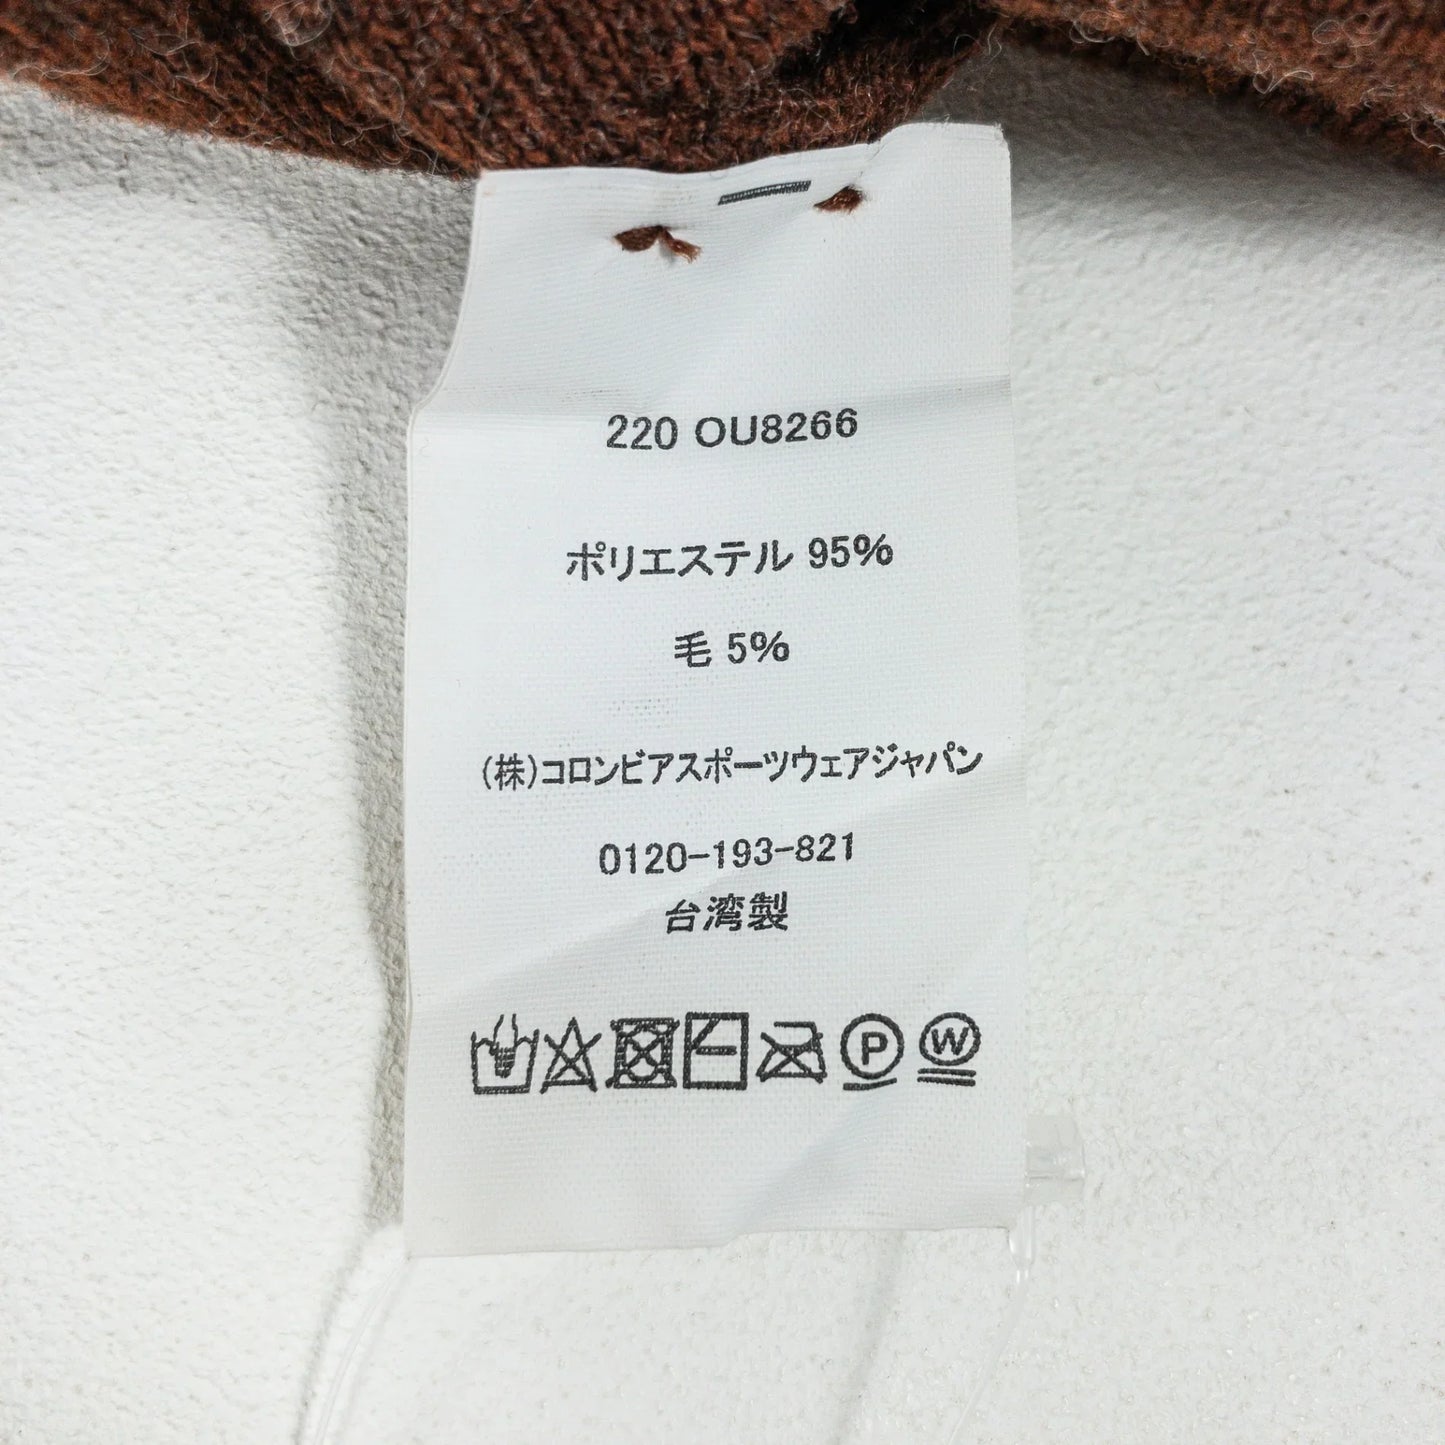 220 OU8266
ポリエステル 95%
毛 5%
(株)コロンビアスポーツウェアジャパン
0120-193-821
台湾製
P W